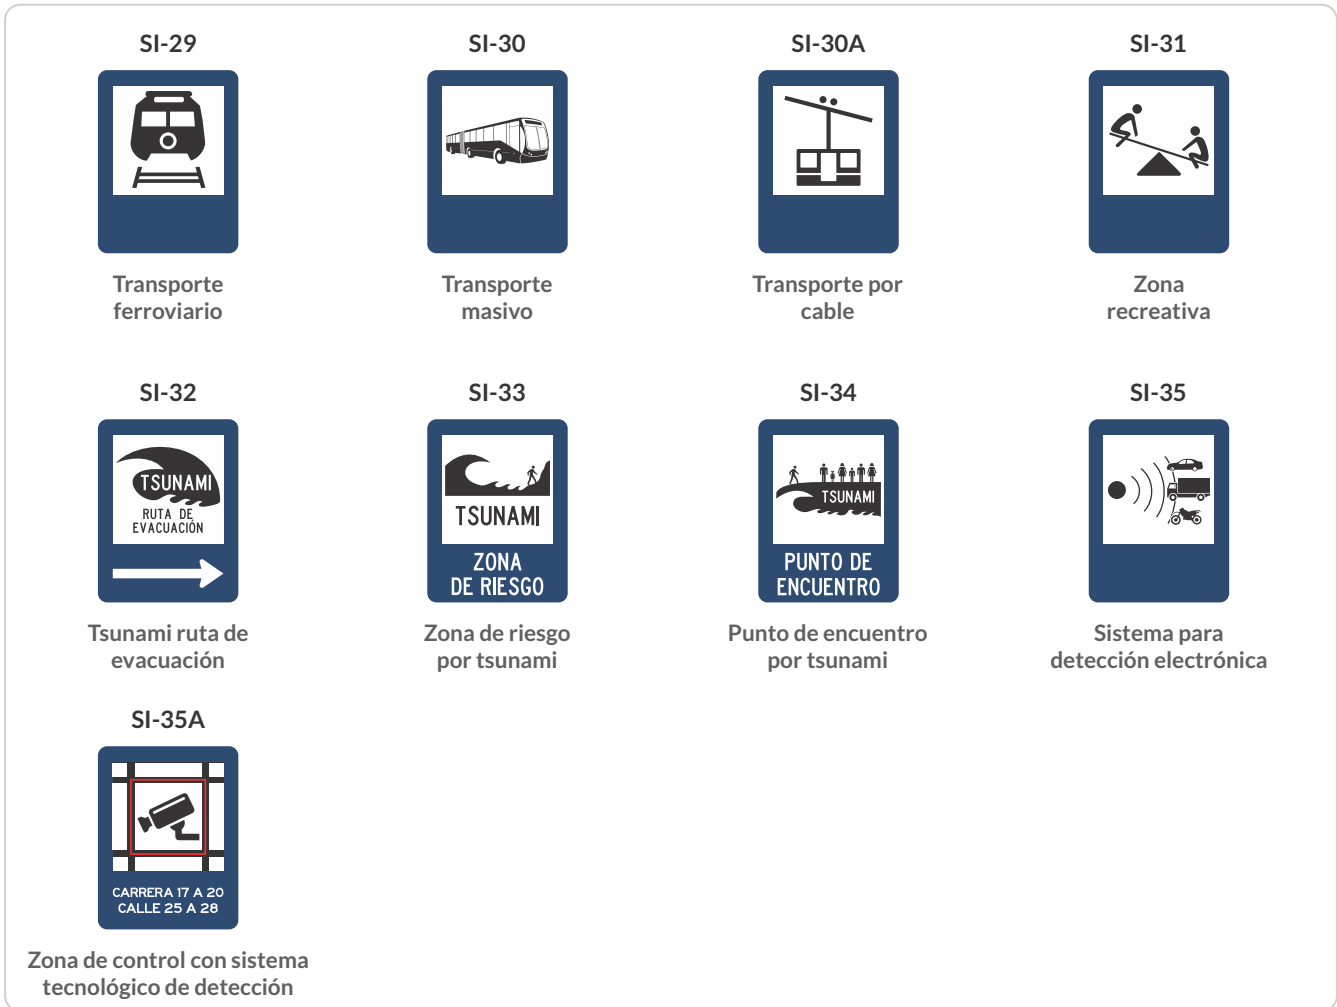 SI-29
SI-30
SI-30A
SI-31
Transporte
ferroviario
Transporte
masivo
Transporte por
cable
Zona
recreativa
SI-32
SI-33
SI-34
SI-35
TSUNAMI
RUTA DE
EVACUACIÓN
TSUNAMI
ZONA
DE RIESGO
TSUNAMI
PUNTO DE
ENCUENTRO
Tsunami ruta de
evacuación
Zona de riesgo
por tsunami
Punto de encuentro
por tsunami
Sistema para
detección electrónica
SI-35A
CARRERA 17 A 20
CALLE 25 A 28
Zona de control con sistema
tecnológico de detección